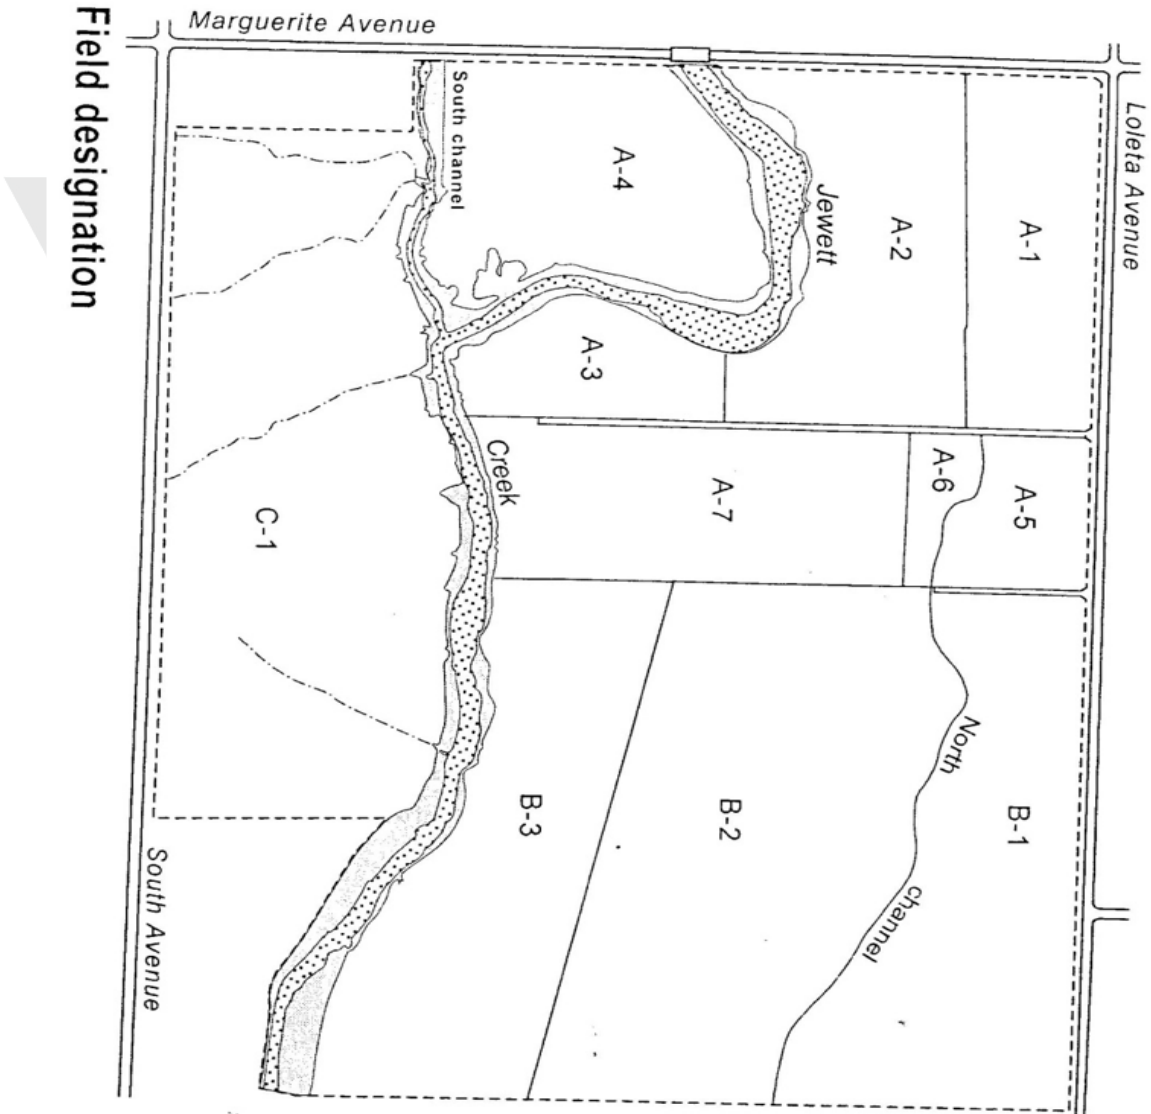 Field designation
Marguerite Avenue
Loleta Avenue
South channel
A-4
Jewett
A-2
A-1
A-3
Creek
A-7
A-6
A-5
C-1
North
channel
B-3
B-2
B-1
South Avenue